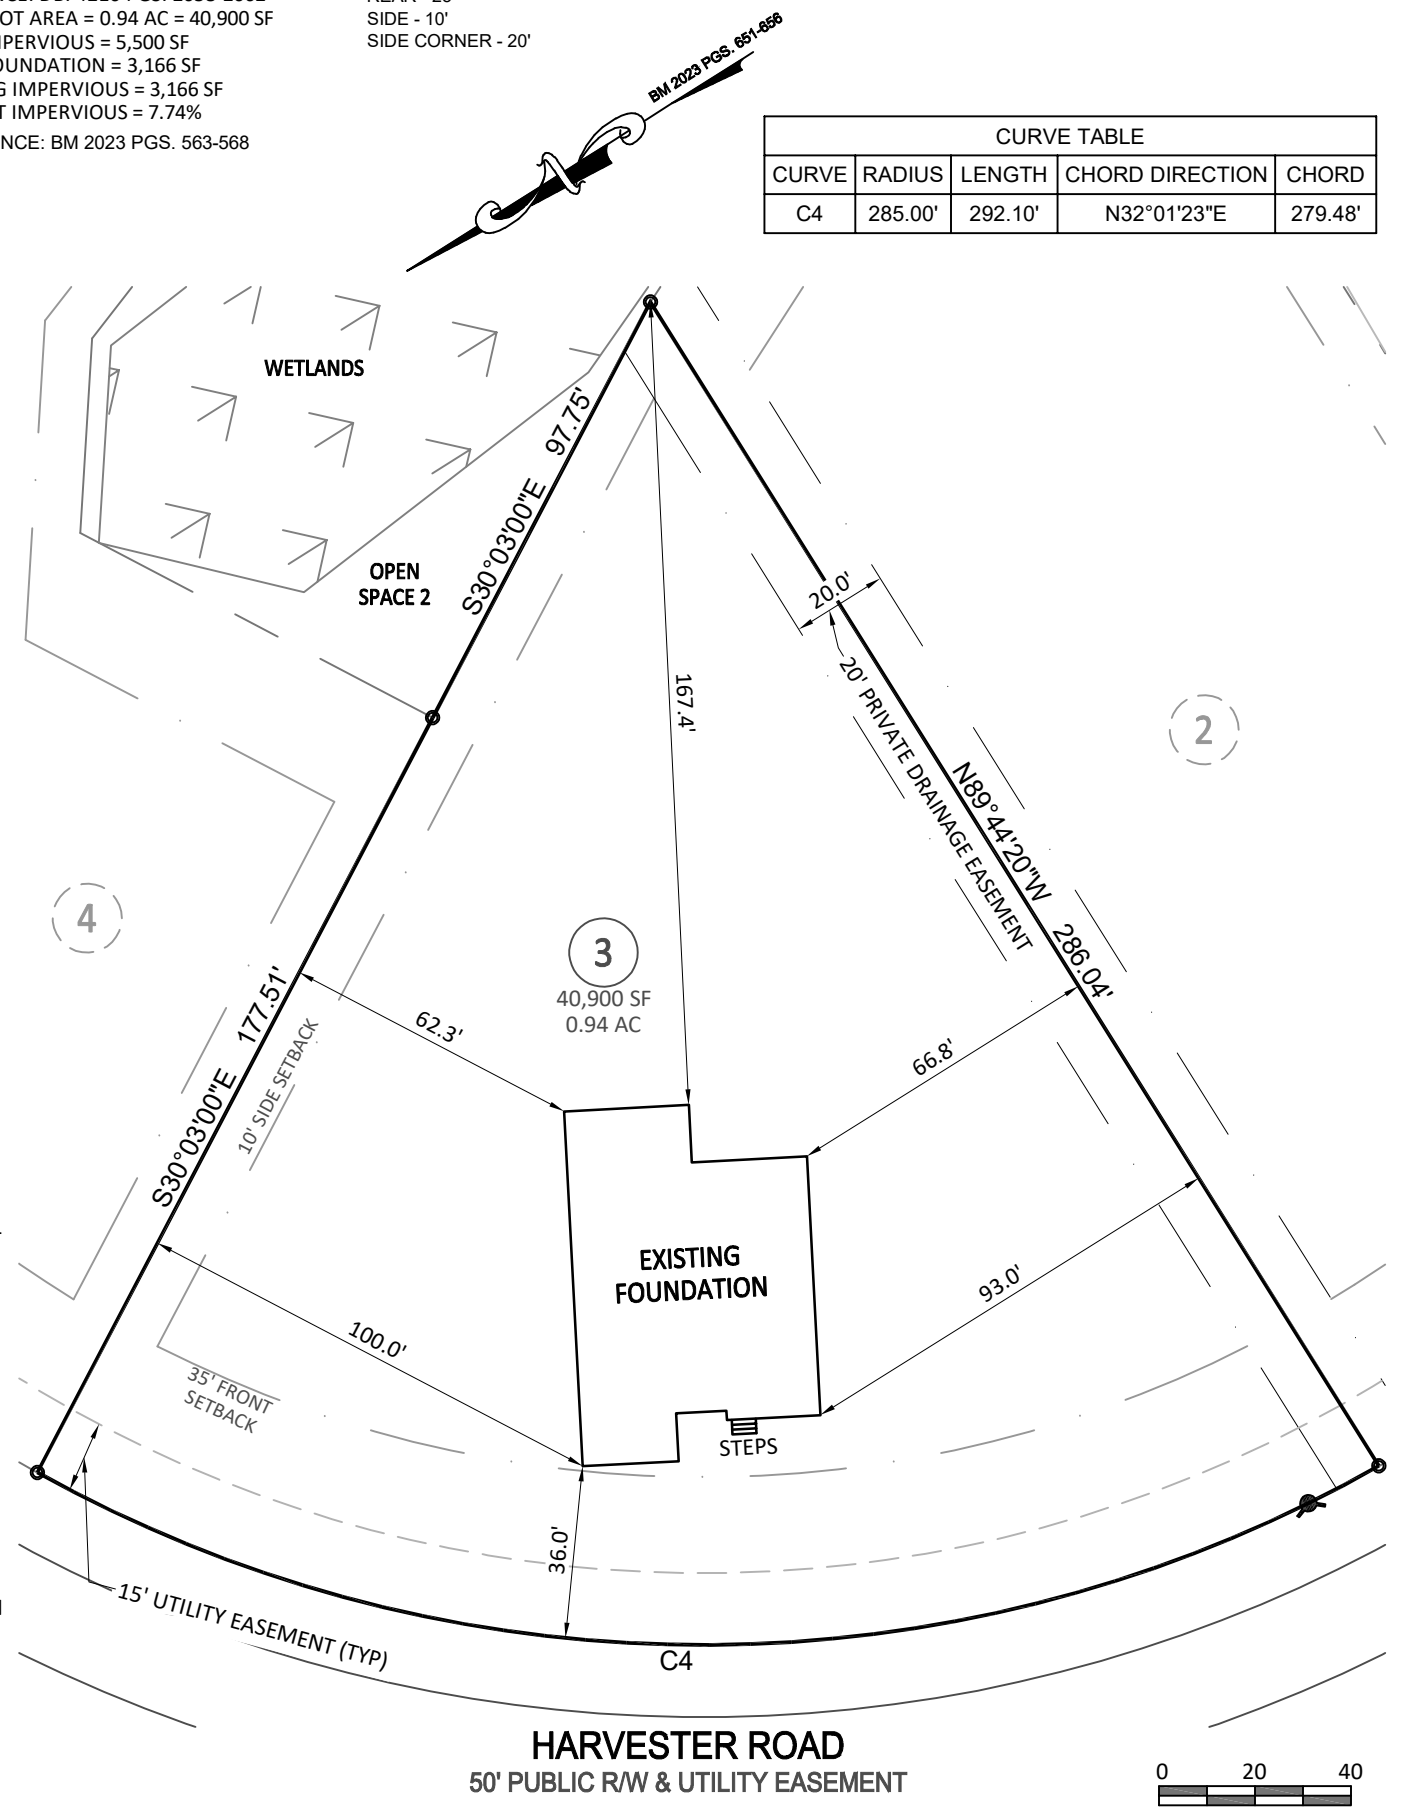 OT AREA = 0.94 AC = 40,900 SF
PERVIOUS = 5,500 SF
OUNDATION = 3,166 SF
G IMPERVIOUS = 3,166 SF
T IMPERVIOUS = 7.74%
NCE: BM 2023 PGS. 563-568
SIDE - 10'
SIDE CORNER - 20'
BM 2023 PGS. 651-656
N
CURVE TABLE
CURVE RADIUS LENGTH CHORD DIRECTION CHORD
C4 285.00' 292.10' N32°01'23"E 279.48'
WETLANDS
S30°03'00"E 97.75'
OPEN
SPACE 2
20.0'
20' PRIVATE DRAINAGE EASEMENT
167.4'
N89°44'20"W 286.04'
2
4
3
40,900 SF
0.94 AC
S30°03'00"E 177.51'
10' SIDE SETBACK
62.3'
66.8'
EXISTING
FOUNDATION
93.0'
100.0'
35' FRONT
SETBACK
STEPS
36.0'
15' UTILITY EASEMENT (TYP)
C4
HARVESTER ROAD
50' PUBLIC R/W & UTILITY EASEMENT
0 20 40